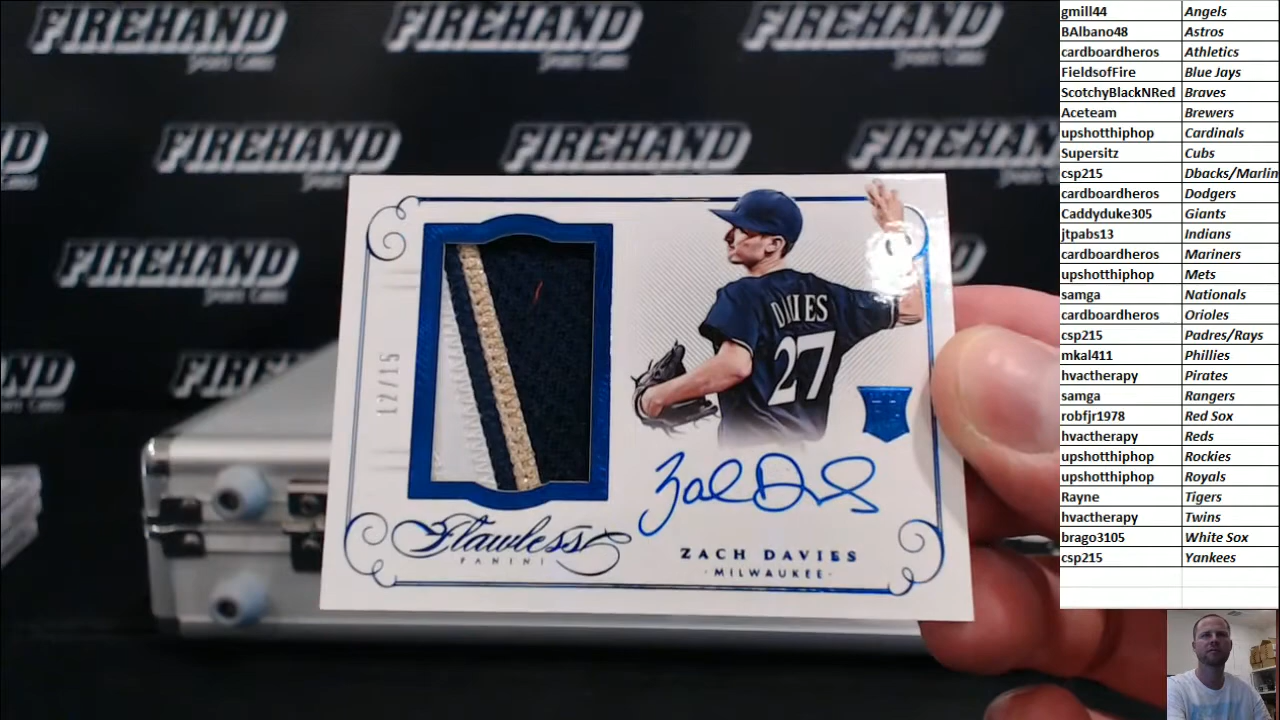 FIREHAND FIREHAND FIREHAND
SPORTS CARDS
FIREHAND FIREHAND FIREHAND
FIREHAND
FIREHAND
12/15
DAVIES
27
Zach Davies
Flawless
PANINI
ZACH DAVIES
·MILWAUKEE·
gmill44 Angels
BAlbano48 Astros
cardboardheros Athletics
FieldsofFire Blue Jays
ScotchyBlackNRed Braves
Aceteam Brewers
upshotthiphop Cardinals
Supersitz Cubs
csp215 Dbacks/Marlin
cardboardheros Dodgers
Caddyduke305 Giants
jtpabs13 Indians
cardboardheros Mariners
upshotthiphop Mets
samga Nationals
cardboardheros Orioles
csp215 Padres/Rays
mkal411 Phillies
hvactherapy Pirates
samga Rangers
robfjr1978 Red Sox
hvactherapy Reds
upshotthiphop Rockies
upshotthiphop Royals
Rayne Tigers
hvactherapy Twins
brago3105 White Sox
csp215 Yankees